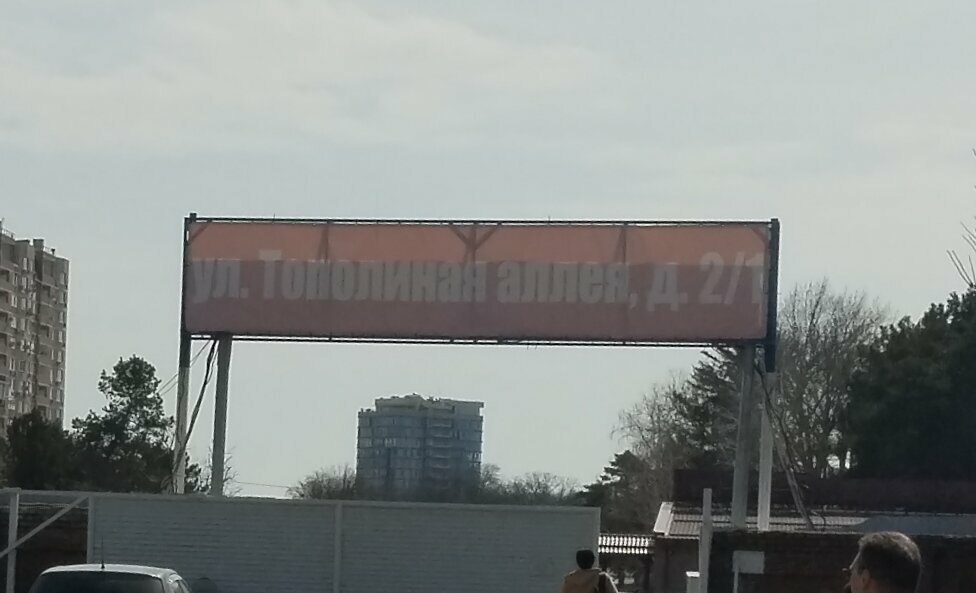 ул. Тополиная аллея, д. 2/1